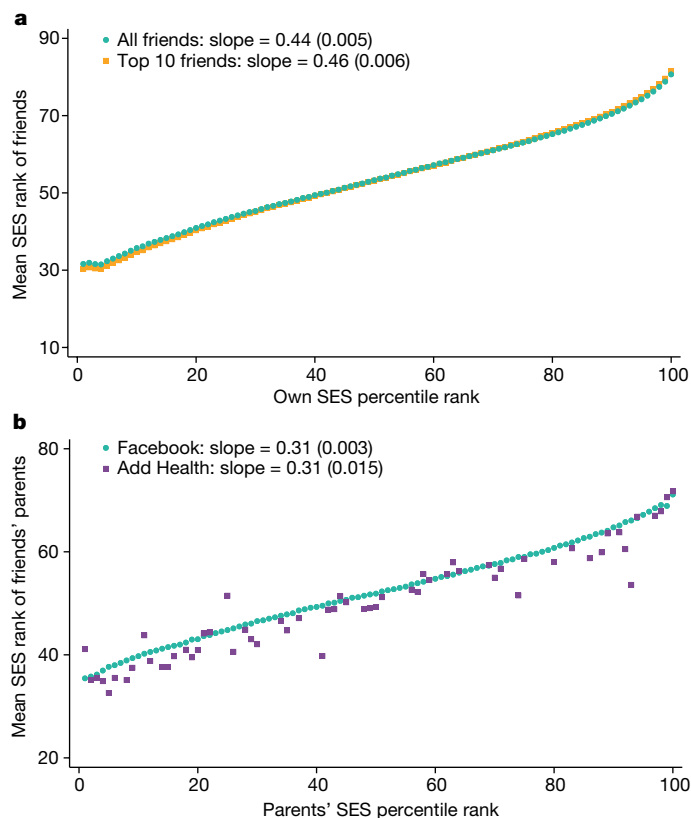 a
90
70
50
30
10
Mean SES rank of friends
All friends: slope = 0.44 (0.005)
Top 10 friends: slope = 0.46 (0.006)
0 20 40 60 80 100
Own SES percentile rank
b
80
60
40
20
Mean SES rank of friends' parents
Facebook: slope = 0.31 (0.003)
Add Health: slope = 0.31 (0.015)
0 20 40 60 80 100
Parents' SES percentile rank